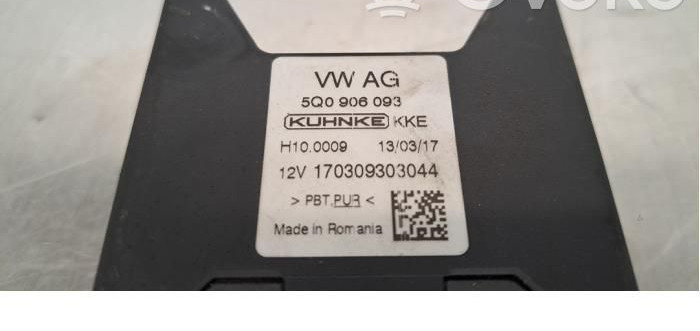 VW AG
5Q0 906 093
KUHNKE KKE
H10.0009 13/03/17
12V 170309303044
> PBT,PUR <
Made in Romania